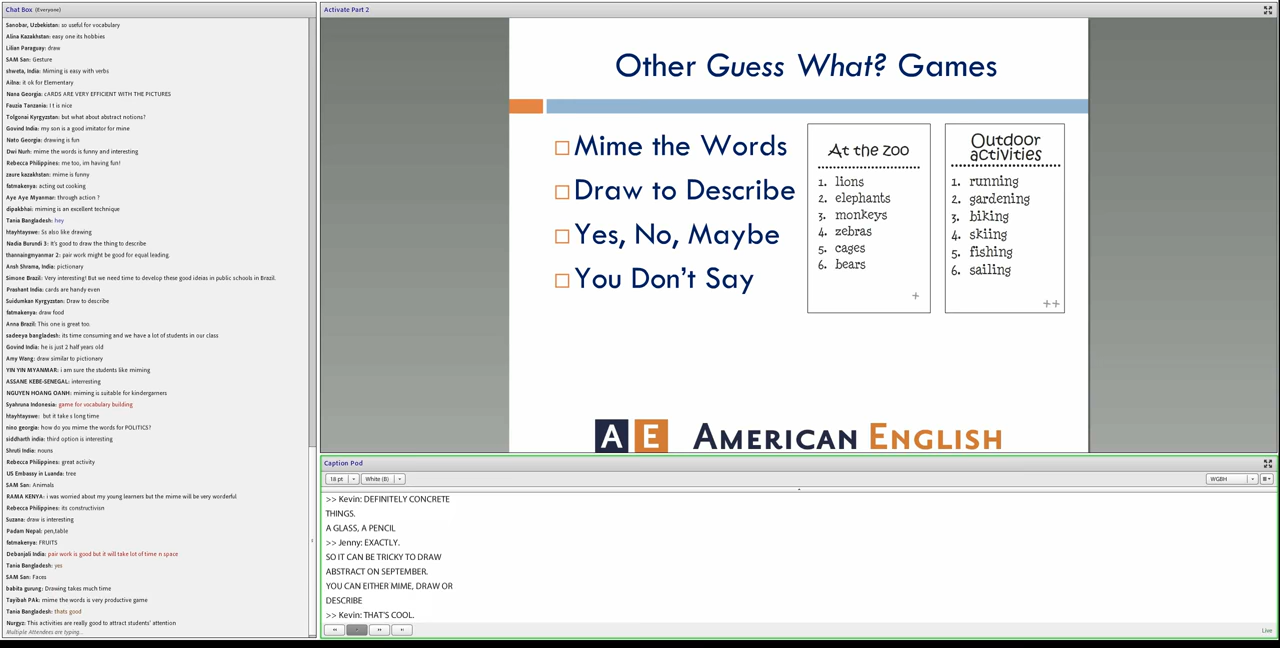 Chat Box (Everyone)
Sanobar, Uzbekistan: so useful for vocabulary
Alina Kazakhstan: easy one its hobbies
Lilian Paraguay: draw
SAM San: Gesture
shweta, India: Miming is easy with verbs
Ailna: it ok for Elementary
Nana Georgia: cARDS ARE VERY EFFICIENT WITH THE PICTURES
Fauzia Tanzania: I t is nice
Tolgonai Kyrgyzstan: but what about abstract notions?
Govind India: my son is a good imitator for mine
Nato Georgia: drawing is fun
Dwi Nurh: mime the words is funny and interesting
Rebecca Philippines: me too, im having fun!
zaure kazakhstan: mime is funny
fatmakenya: acting out cooking
Aye Aye Myanmar: through action ?
dipakbhai: miming is an excellent technique
Tania Bangladesh: hey
htayhtayswe: Ss also like drawing
Nadia Burundi 3: It's good to draw the thing to describe
thannaingmyanmar 2: pair work might be good for equal leading.
Ansh Shrama, India: pictionary
Simone Brazil: Very interesting! But we need time to develop these good ideias in public schools in Brazil.
Prashant India: cards are handy even
Suidumkan Kyrgyzstan: Draw to describe
fatmakenya: draw food
Anna Brazil: This one is great too.
sadeeya bangladesh: its time consuming and we have a lot of students in our class
Govind India: he is just 2 half years old
Amy Wang: draw similar to pictionary
YIN YIN MYANMAR: i am sure the students like miming
ASSANE KEBE-SENEGAL: interresting
NGUYEN HOANG OANH: miming is suitable for kindergarners
Syahruna Indonesia: game for vocabulary building
htayhtayswe: but it take s long time
nino georgia: how do you mime the words for POLITICS?
siddharth india: third option is interesting
Shruti India: nouns
Rebecca Philippines: great activity
US Embassy in Luanda: tree
SAM San: Animals
RAMA KENYA: i was worried about my young learners but the mime will be very worderful
Rebecca Philippines: its constructivisn
Suzana: draw is interesting
Padam Nepal: pen,table
fatmakenya: FRUITS
Debanjali India: pair work is good but it will take lot of time n space
Tania Bangladesh: yes
SAM San: Faces
babita gurung: Drawing takes much time
Tayibah PAk: mime the words is very productive game
Tania Bangladesh: thats good
Nurgyz: This activities are really good to attract students' attention
Multiple Attendees are typing...
Activate Part 2
Other Guess What? Games
Mime the Words
Draw to Describe
Yes, No, Maybe
You Don't Say
At the zoo
1. lions
2. elephants
3. monkeys
4. zebras
5. cages
6. bears
+
Outdoor
activities
1. running
2. gardening
3. biking
4. skiing
5. fishing
6. sailing
++
AE AMERICAN ENGLISH
Caption Pod
18 pt White (B) WGBH
>> Kevin: DEFINITELY CONCRETE
THINGS.
A GLASS, A PENCIL
>> Jenny: EXACTLY.
SO IT CAN BE TRICKY TO DRAW
ABSTRACT ON SEPTEMBER.
YOU CAN EITHER MIME, DRAW OR
DESCRIBE
>> Kevin: THAT'S COOL.
Live